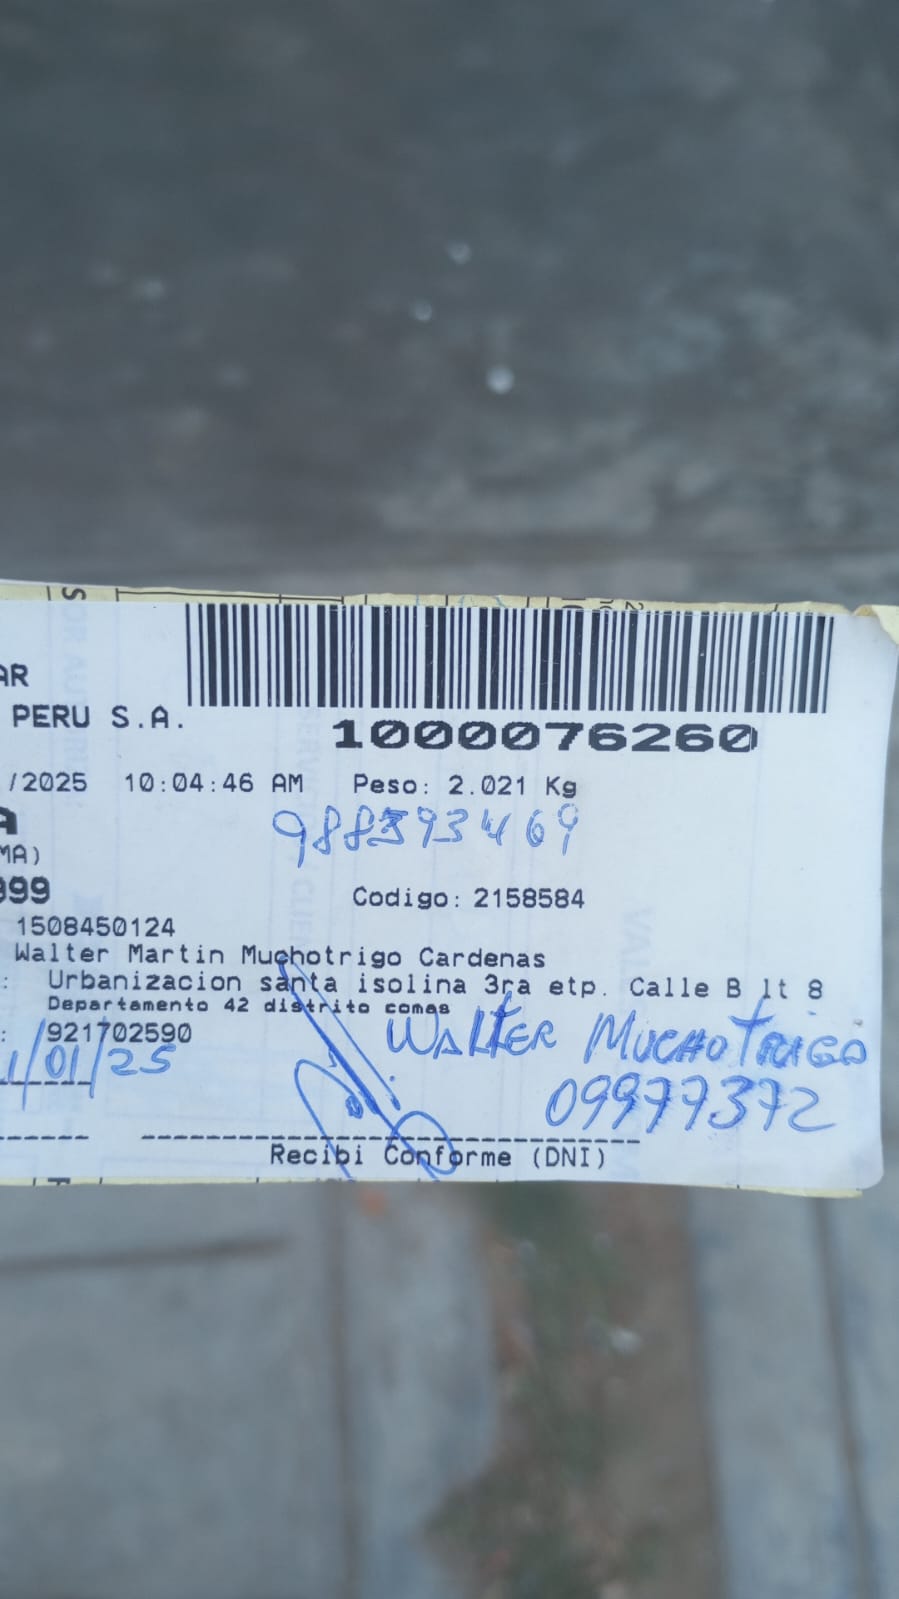 AR
PERU S.A.
1000076260
/2025 10:04:46 AM Peso: 2.021 Kg
A
988393469
MA)
999
Codigo: 2158584
1508450124
Walter Martin Muchotrigo Cardenas
: Urbanizacion santa isolina 3ra etp. Calle B lt 8
Departamento 42 distrito comas
: 921702590
WALTER MUCHOTRIGO
1/01/25
09977372
Recibi Conforme (DNI)